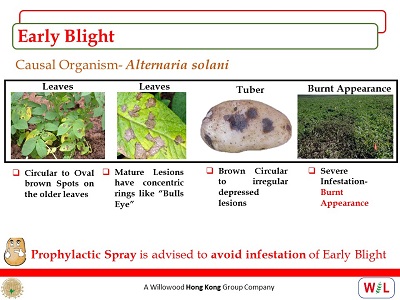 Early Blight
Causal Organism- Alternaria solani
Leaves
Leaves
Tuber
Burnt Appearance
Circular to Oval
brown Spots on
the older leaves
Mature Lesions
have concentric
rings like “Bulls
Eye”
Brown Circular
to irregular
depressed
lesions
Severe
Infestation-
Burnt
Appearance
Prophylactic Spray is advised to avoid infestation of Early Blight
A Willowood Hong Kong Group Company